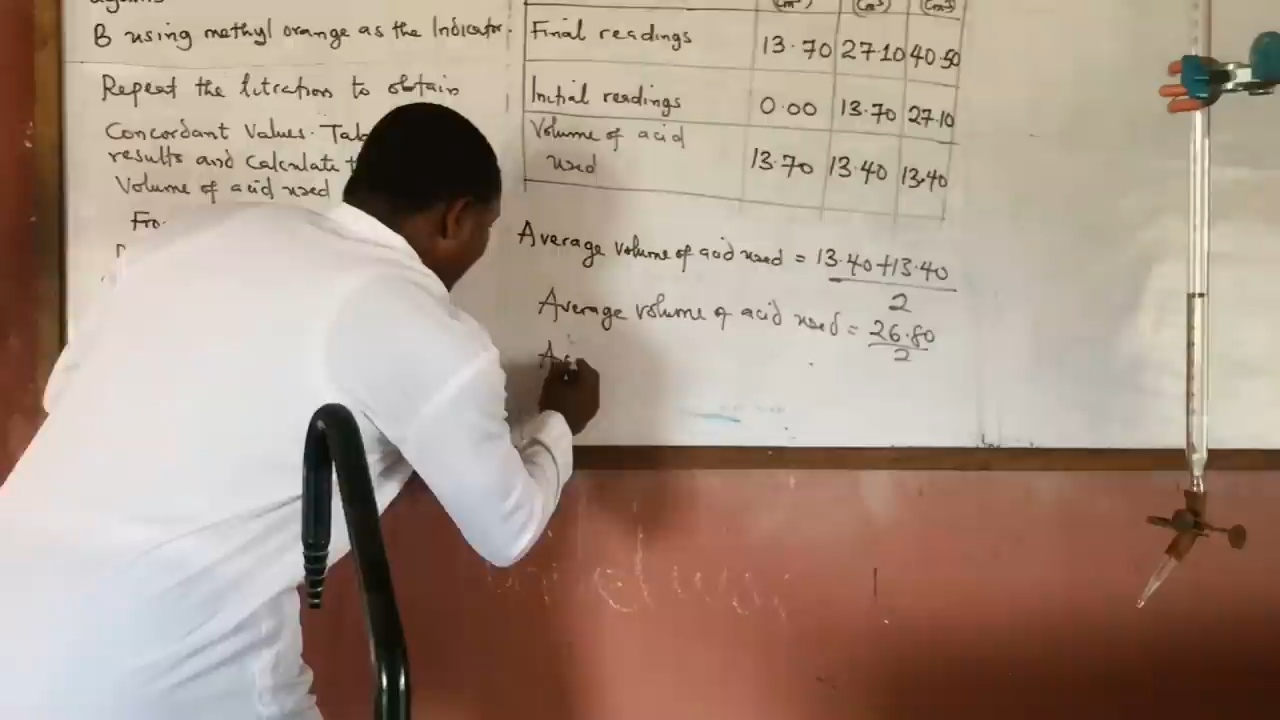 B using methyl orange as the Indicator.
Repeat the titration to obtain
Concordant Values. Tab
results and Calculate t
Volume of acid used
Fro
(cm³) (cm³) (cm³)
Final readings 13.70 27.10 40.50
Initial readings 0.00 13.70 27.10
Volume of acid
used 13.70 13.40 13.40
Average volume of acid used = 13.40+13.40
2
Average volume of acid used = 26.80
2